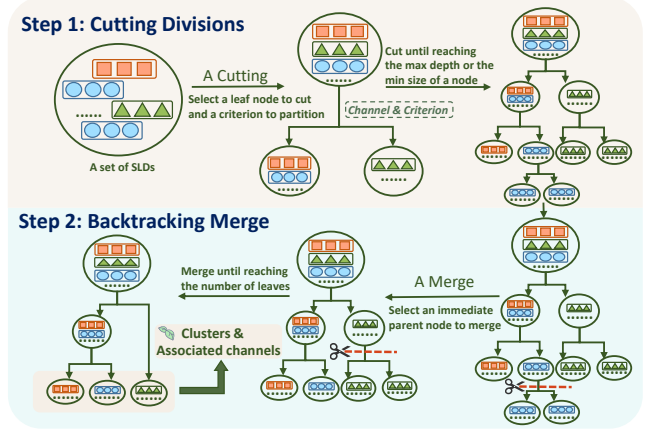 Step 1: Cutting Divisions
A set of SLDs
A Cutting
Select a leaf node to cut
and a criterion to partition
Channel & Criterion
Cut until reaching
the max depth or the
min size of a node
Step 2: Backtracking Merge
Merge until reaching
the number of leaves
Clusters &
Associated channels
A Merge
Select an immediate
parent node to merge